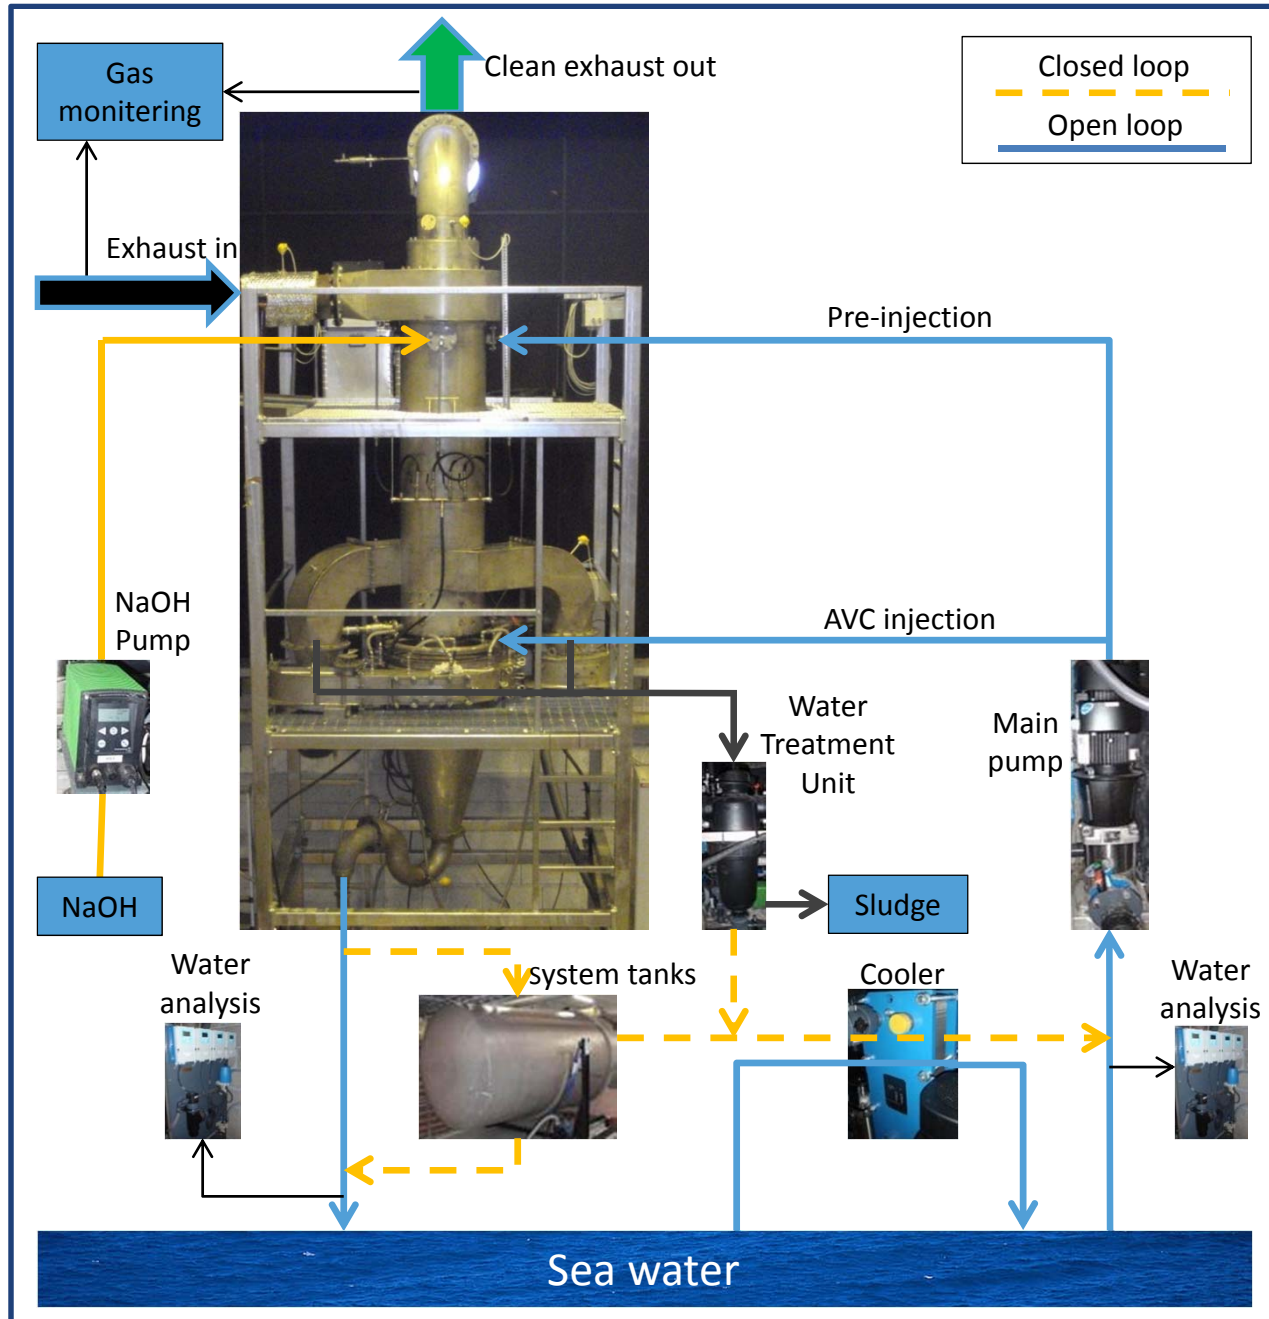 Gas
monitering
Clean exhaust out
Closed loop
Open loop
Exhaust in
Pre-injection
NaOH
Pump
AVC injection
Water
Treatment
Unit
Main
pump
NaOH
Sludge
Water
analysis
System tanks
Cooler
Water
analysis
Sea water